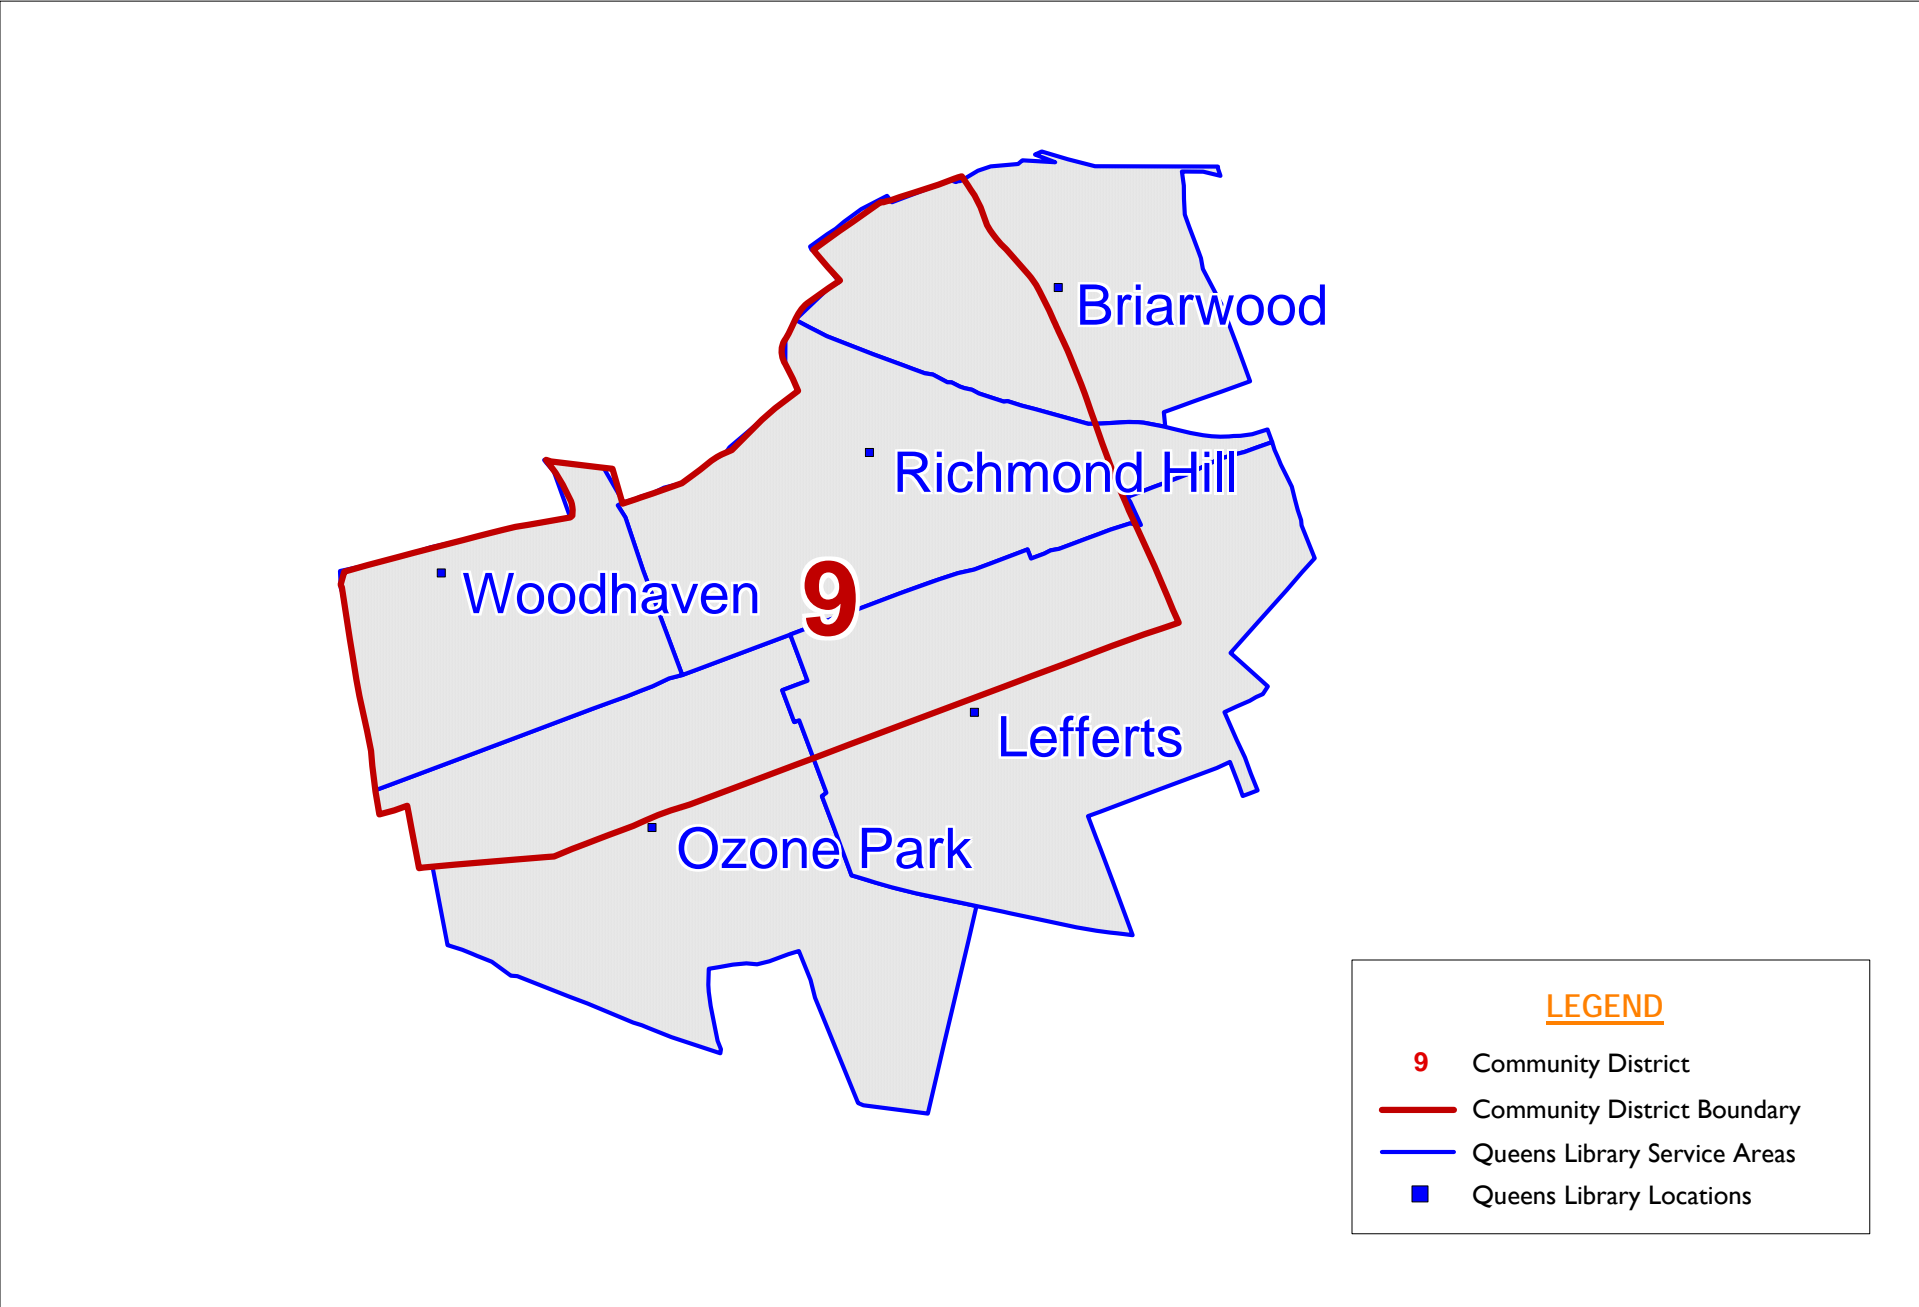 Briarwood
Richmond Hill
Woodhaven
9
Lefferts
Ozone Park
LEGEND
9 Community District
Community District Boundary
Queens Library Service Areas
Queens Library Locations